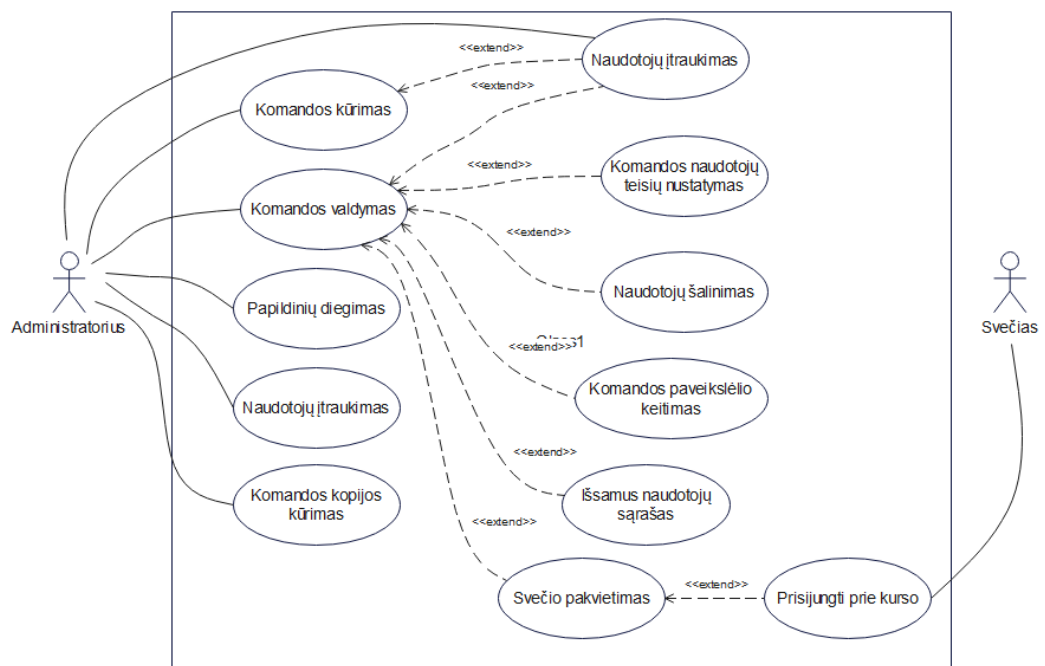 <<extend>>
Naudotojų įtraukimas
Komandos kūrimas
<<extend>>
<<extend>>
Komandos naudotojų
teisių nustatymas
Komandos valdymas
<<extend>>
Naudotojų šalinimas
Papildinių diegimas
Administratorius
Svečias
<<extend>>
Komandos paveikslėlio
keitimas
Naudotojų įtraukimas
<<extend>>
Išsamus naudotojų
sąrašas
Komandos kopijos
kūrimas
<<extend>>
<<extend>>
Svečio pakvietimas
Prisijungti prie kurso